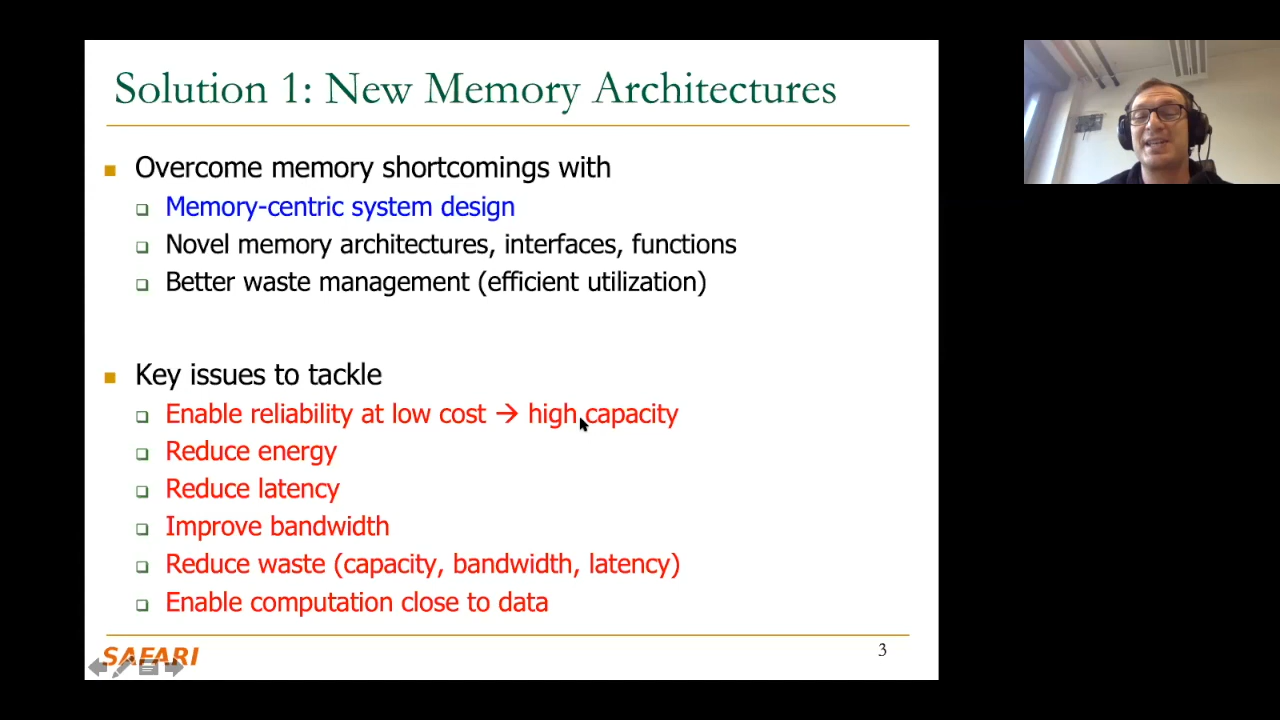 Solution 1: New Memory Architectures
Overcome memory shortcomings with
Memory-centric system design
Novel memory architectures, interfaces, functions
Better waste management (efficient utilization)
Key issues to tackle
Enable reliability at low cost → high capacity
Reduce energy
Reduce latency
Improve bandwidth
Reduce waste (capacity, bandwidth, latency)
Enable computation close to data
SAFARI
3